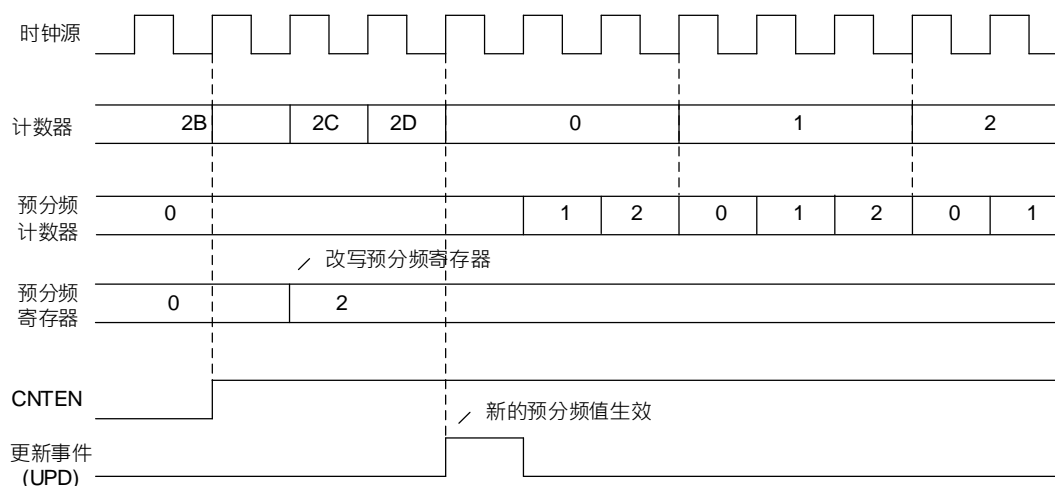 时钟源
计数器 2B 2C 2D 0 1 2
预分频
计数器 0 1 2 0 1 2 0 1
改写预分频寄存器
预分频
寄存器 0 2
CNTEN
新的预分频值生效
更新事件
(UPD)